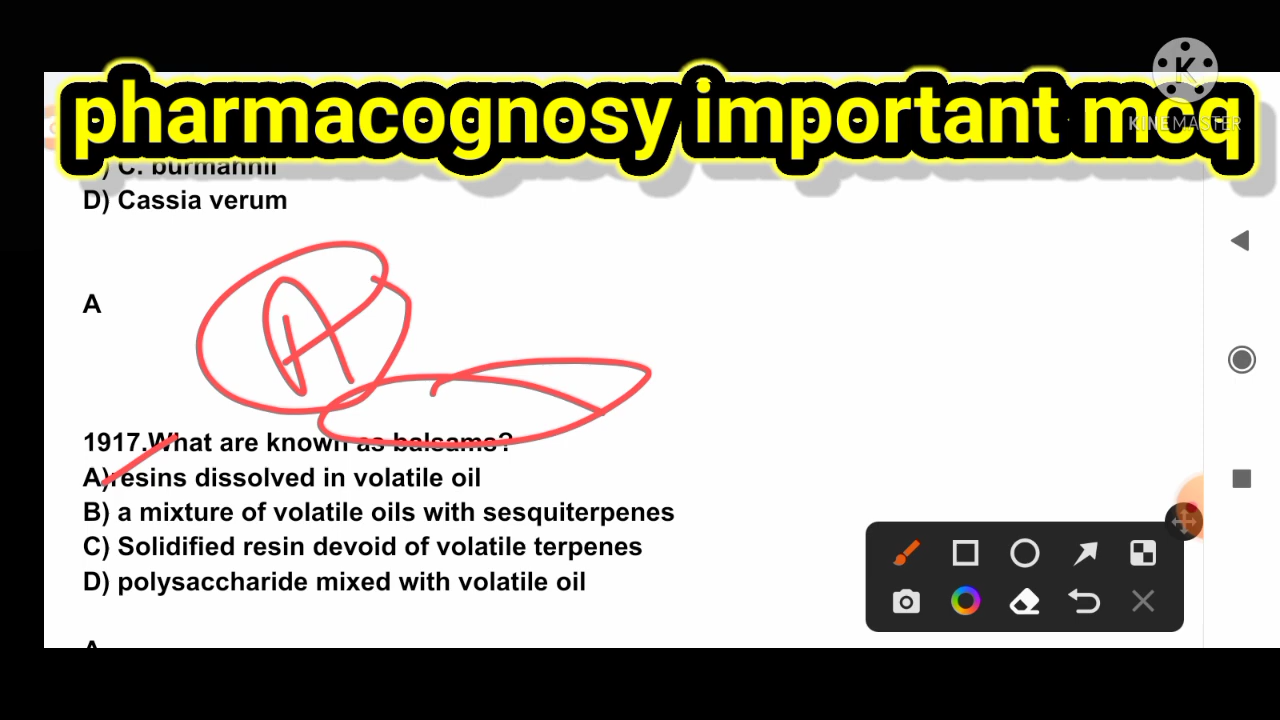 pharmacognosy important mcq
KINEMASTER
) C. burmannii
D) Cassia verum
A
A
1917.What are known as balsams?
A)resins dissolved in volatile oil
B) a mixture of volatile oils with sesquiterpenes
C) Solidified resin devoid of volatile terpenes
D) polysaccharide mixed with volatile oil
A